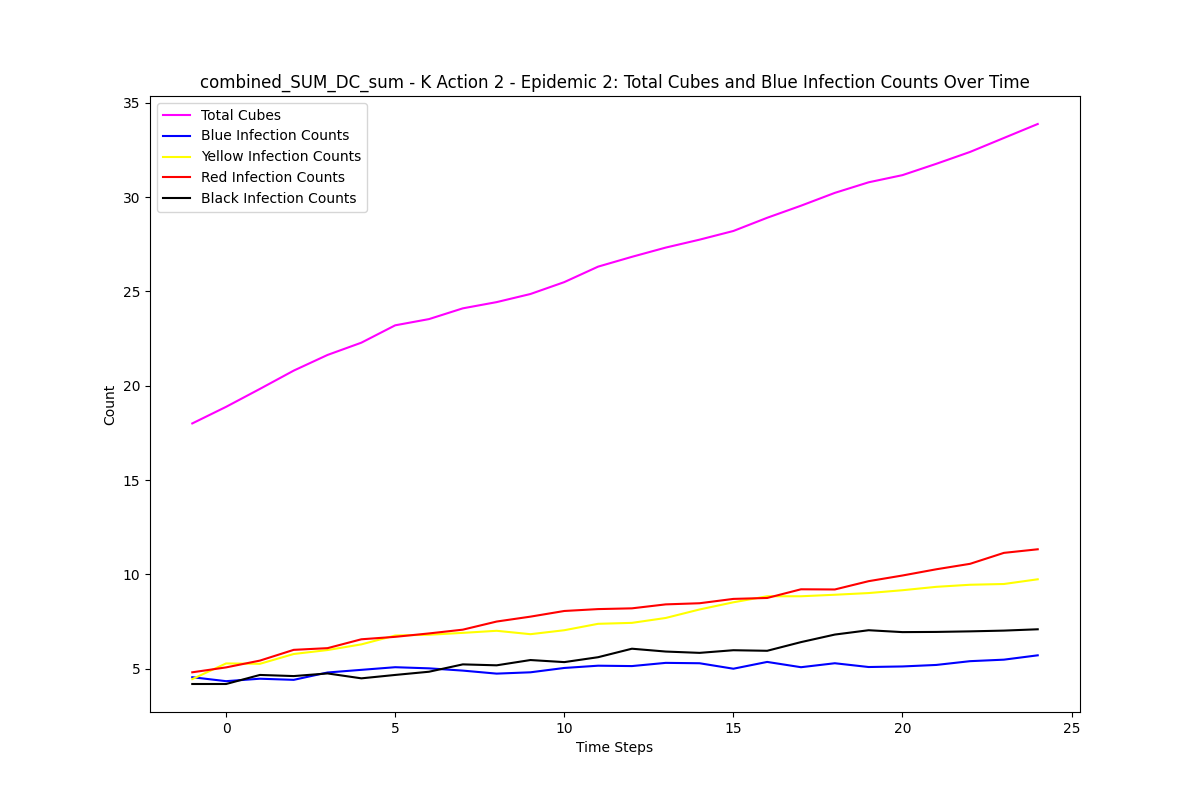 combined_SUM_DC_sum - K Action 2 - Epidemic 2: Total Cubes and Blue Infection Counts Over Time
35
30
25
20
15
10
5
Count
Total Cubes
Blue Infection Counts
Yellow Infection Counts
Red Infection Counts
Black Infection Counts
0 5 10 15 20 25
Time Steps